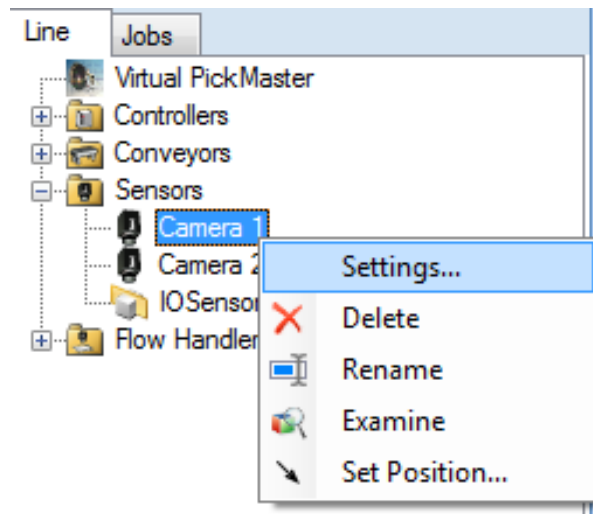 Line
Jobs
Virtual PickMaster
Controllers
Conveyors
Sensors
Camera 1
Camera 2
IOSensor
Flow Handler
Settings...
Delete
Rename
Examine
Set Position...